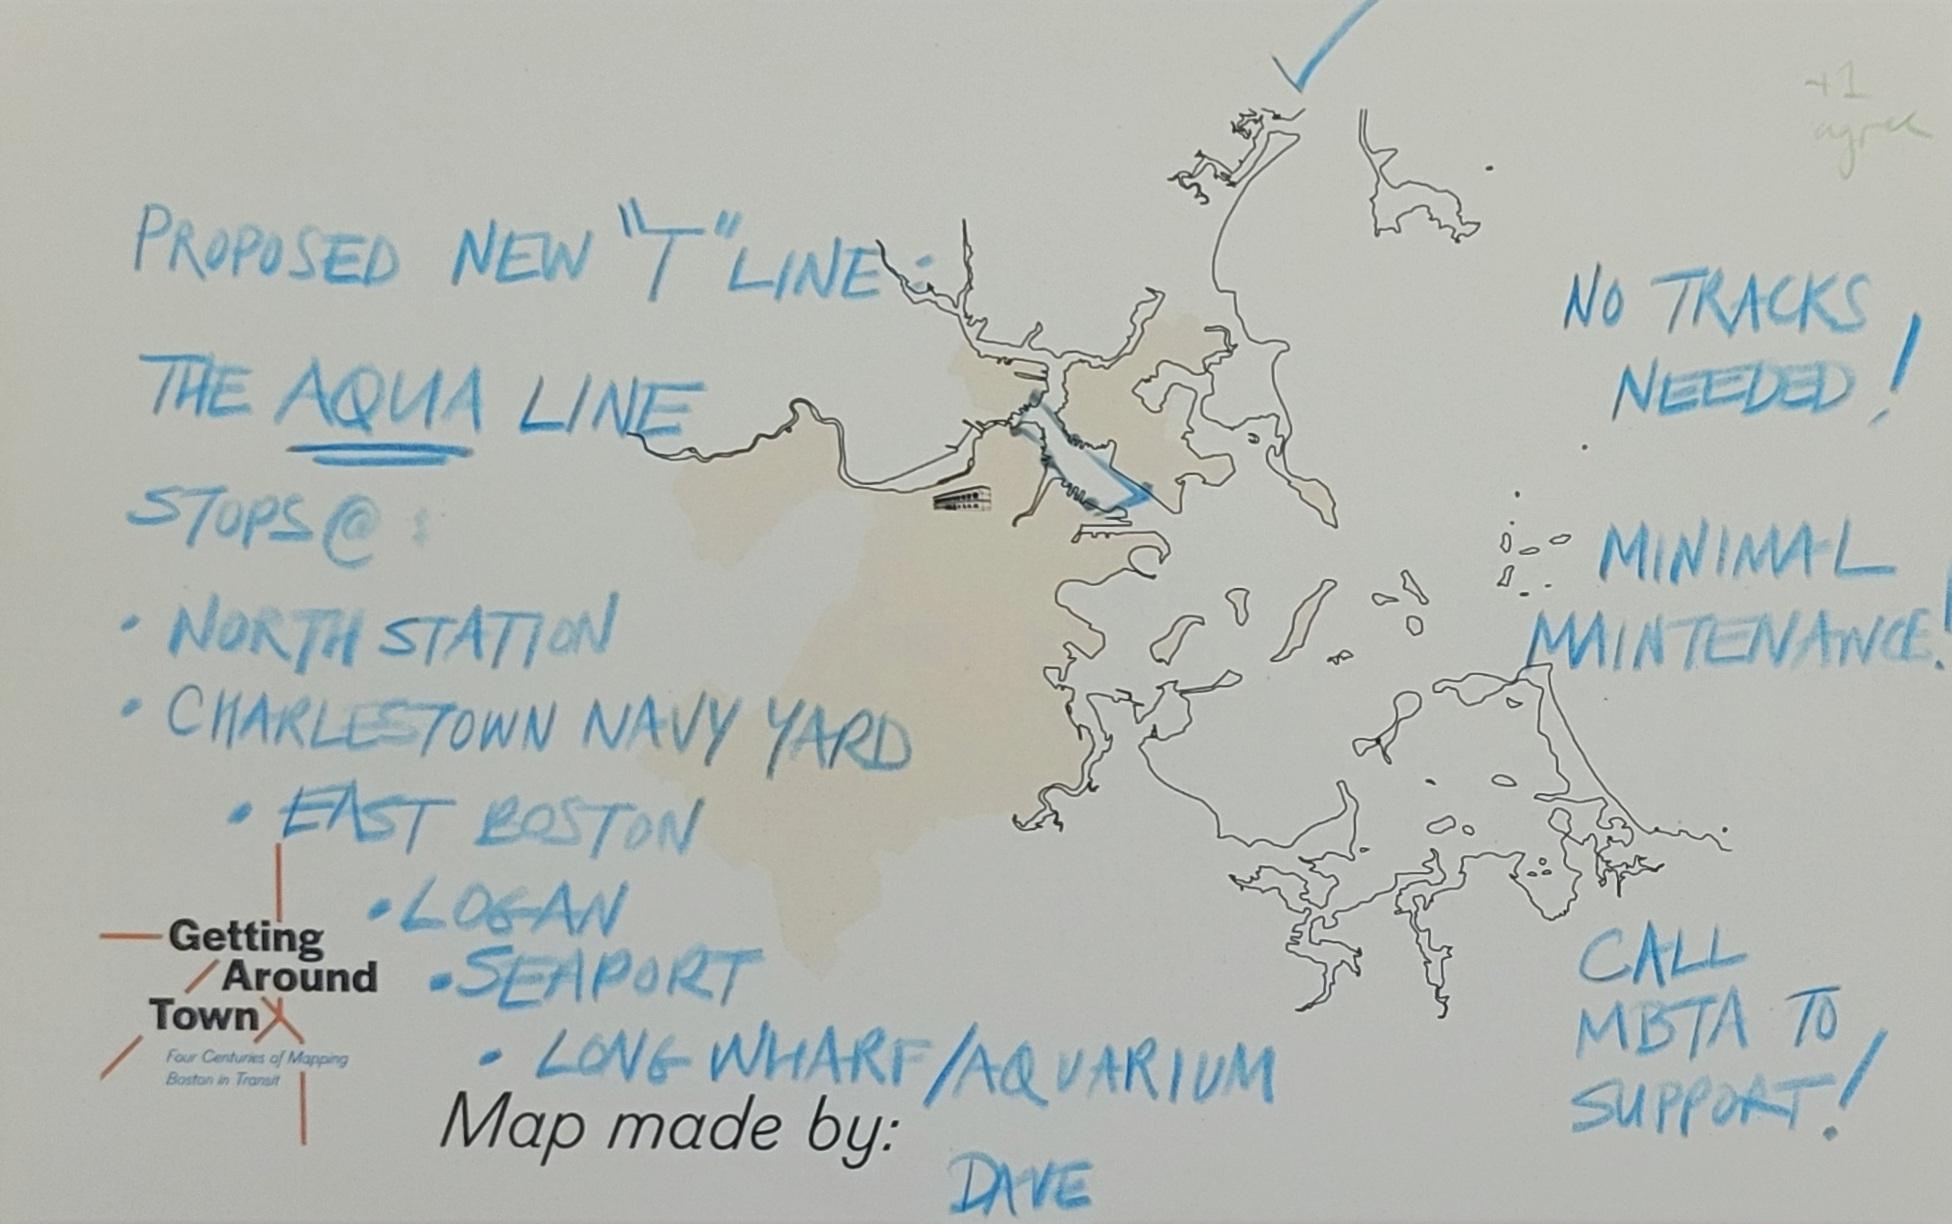 +1
agree
PROPOSED NEW "T" LINE:
THE AQUA LINE
STOPS @:
• NORTH STATION
• CHARLESTOWN NAVY YARD
• EAST BOSTON
• LOGAN
• SEAPORT
• LONG WHARF/AQUARIUM
NO TRACKS
NEEDED!
MINIMAL
MAINTENANCE!
CALL
MBTA TO
SUPPORT!
Getting
Around
Town
Four Centuries of Mapping
Boston in Transit
Map made by:
DAVE